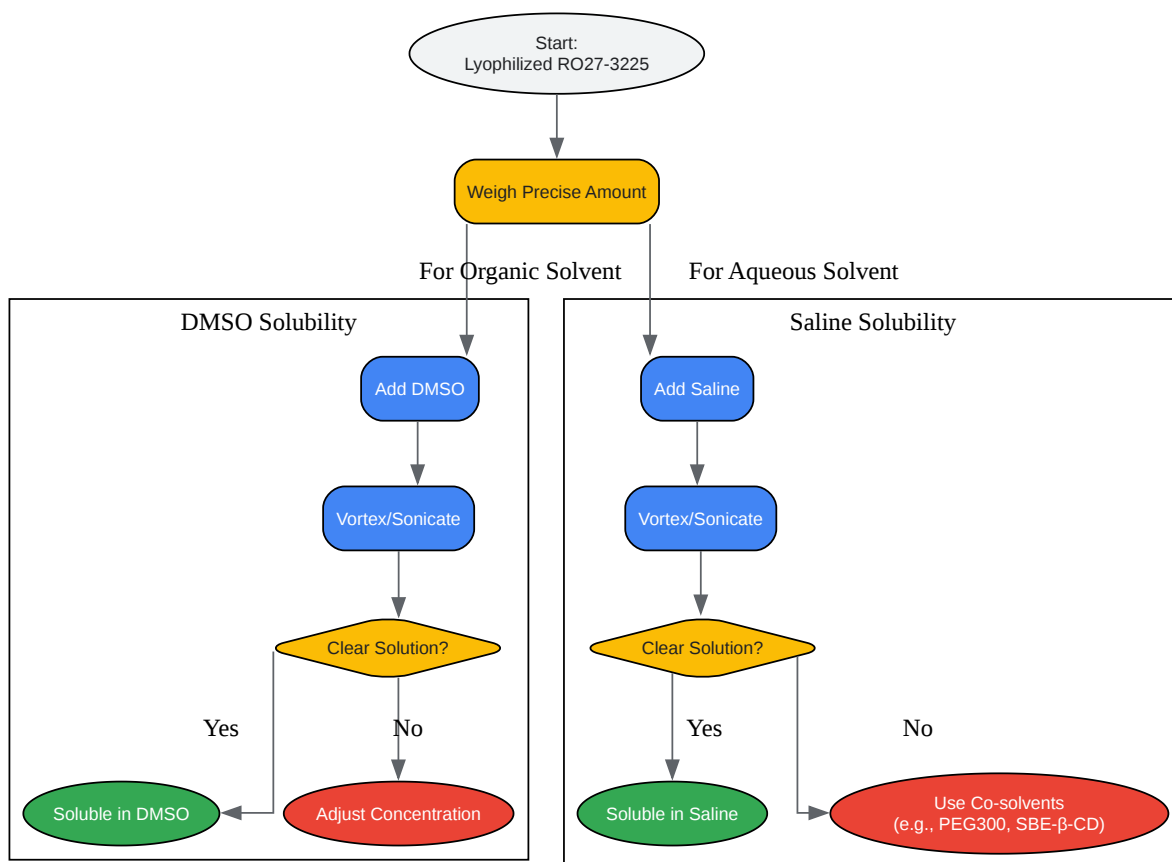 Start:
Lyophilized RO27-3225
Weigh Precise Amount
For Organic Solvent
For Aqueous Solvent
DMSO Solubility
Saline Solubility
Add DMSO
Add Saline
Vortex/Sonicate
Vortex/Sonicate
Clear Solution?
Clear Solution?
Yes
No
Yes
No
Soluble in DMSO
Adjust Concentration
Soluble in Saline
Use Co-solvents
(e.g., PEG300, SBE-β-CD)